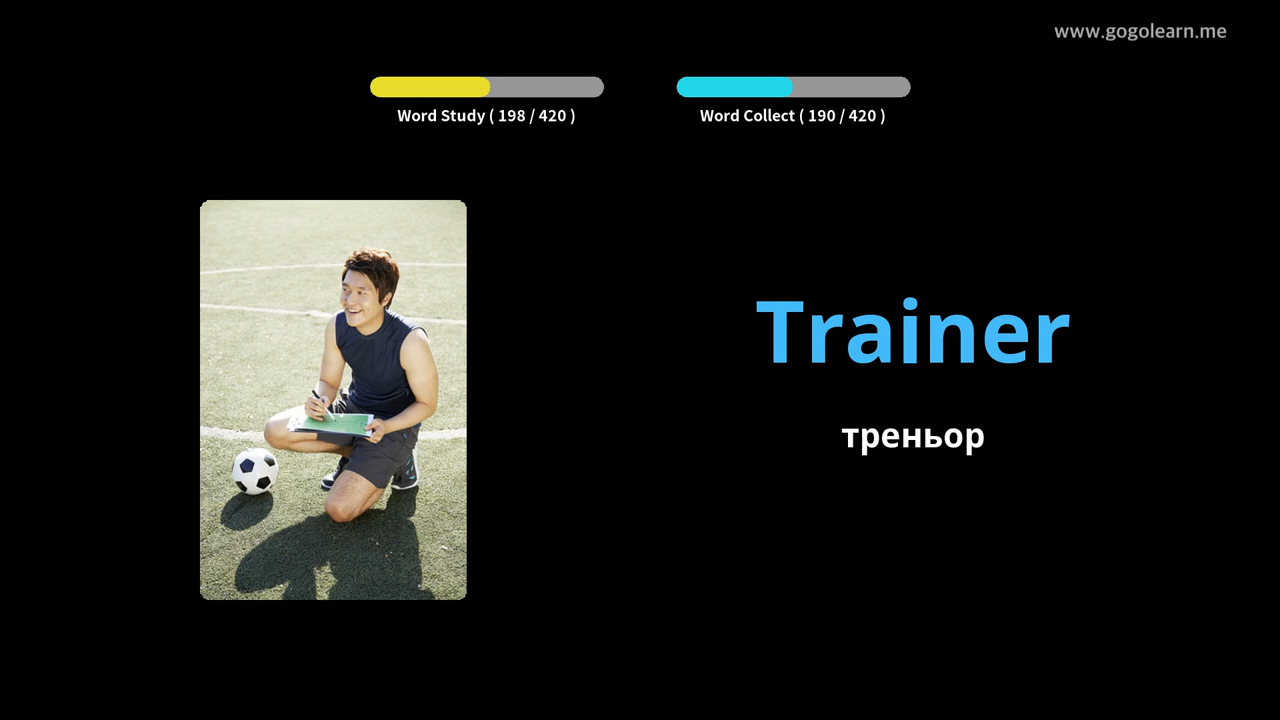 www.gogolearn.me
Word Study ( 198 / 420 )
Word Collect ( 190 / 420 )
Trainer
треньор